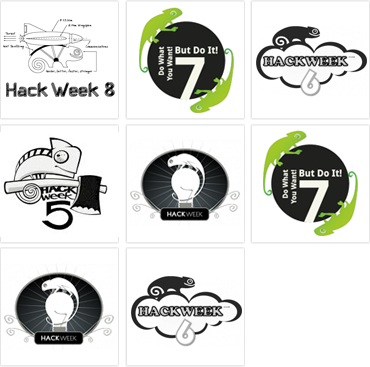 Communications
Hack Week 8
Do What
You Want!
But Do It!
7
HACKWEEK
6
HACK
Week
5
HACKWEEK
Do What
You Want!
But Do It!
7
HACKWEEK
HACKWEEK
6